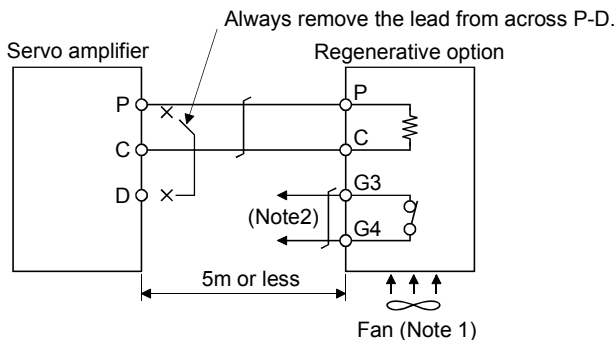 Always remove the lead from across P-D.
Servo amplifier
Regenerative option
P
P
C
C
D
G3
(Note2)
G4
5m or less
Fan (Note 1)